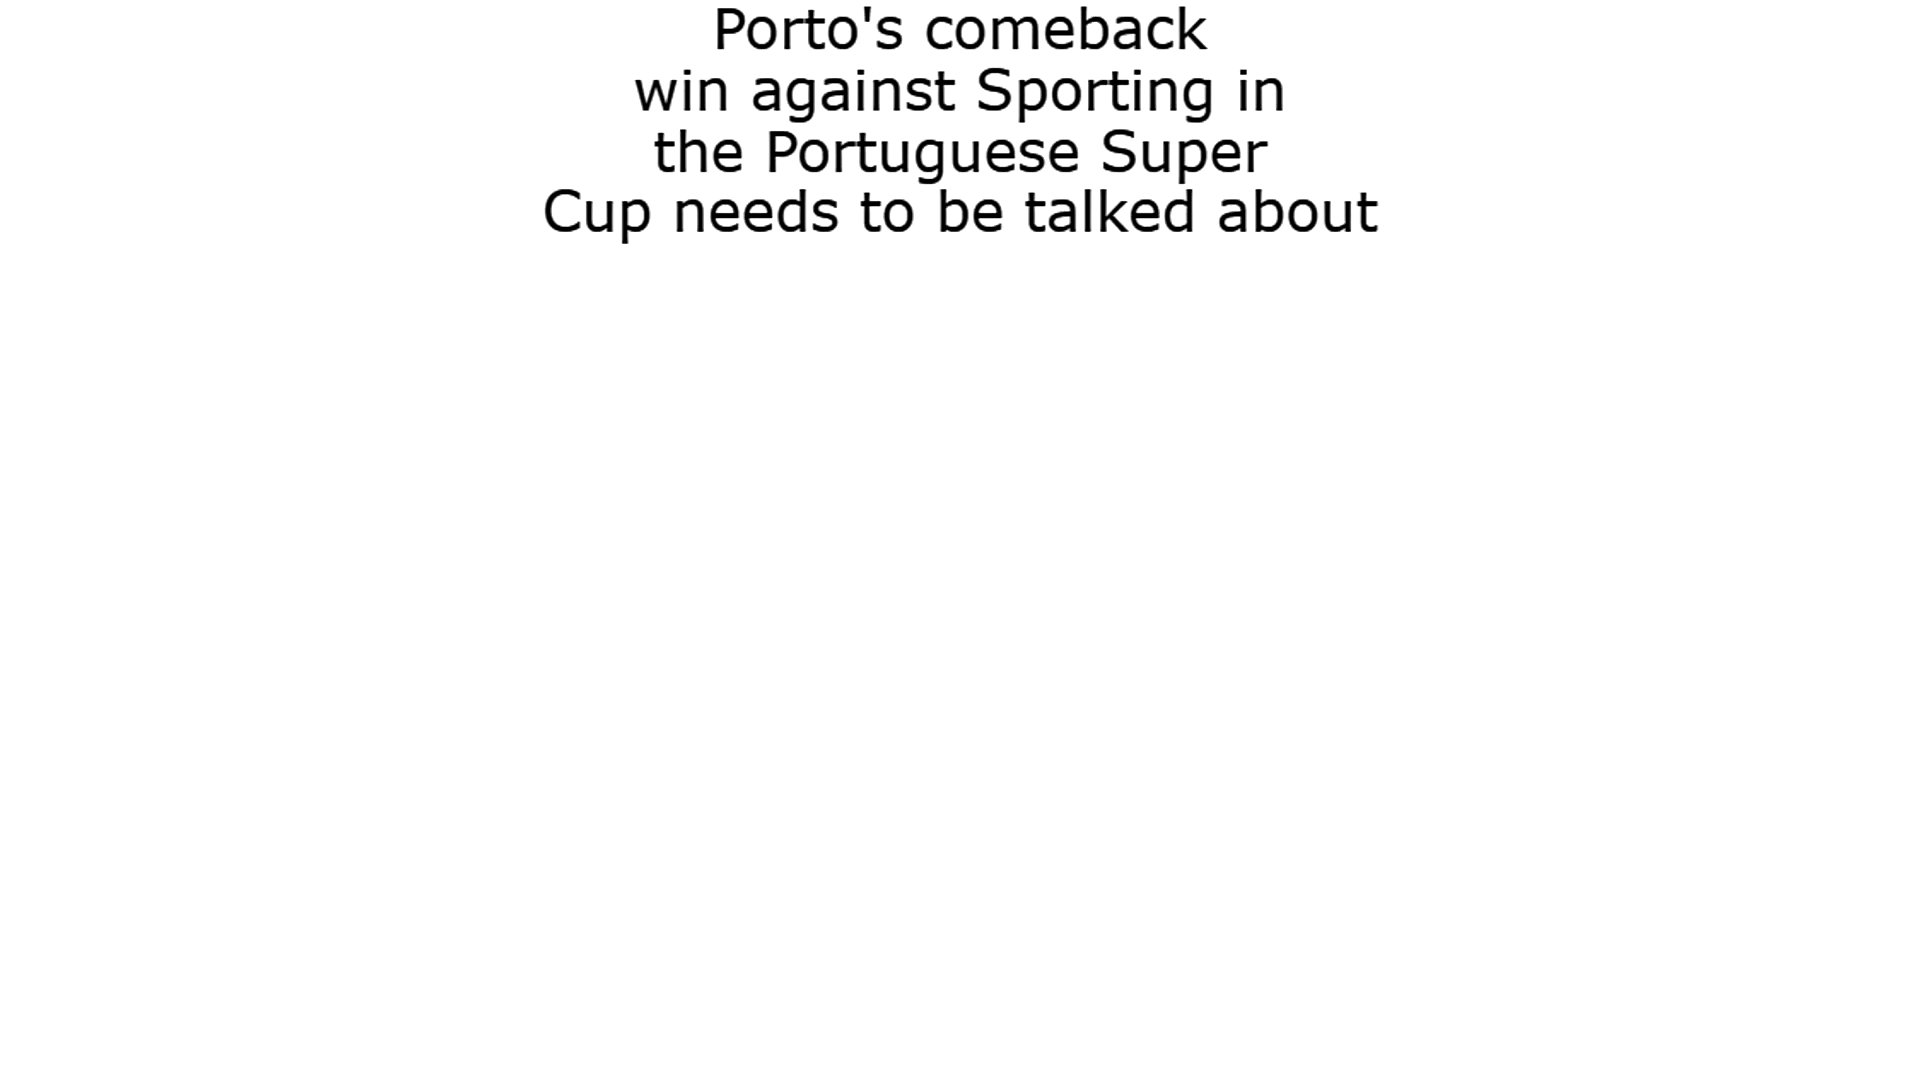 Porto's comeback
win against Sporting in
the Portuguese Super
Cup needs to be talked about